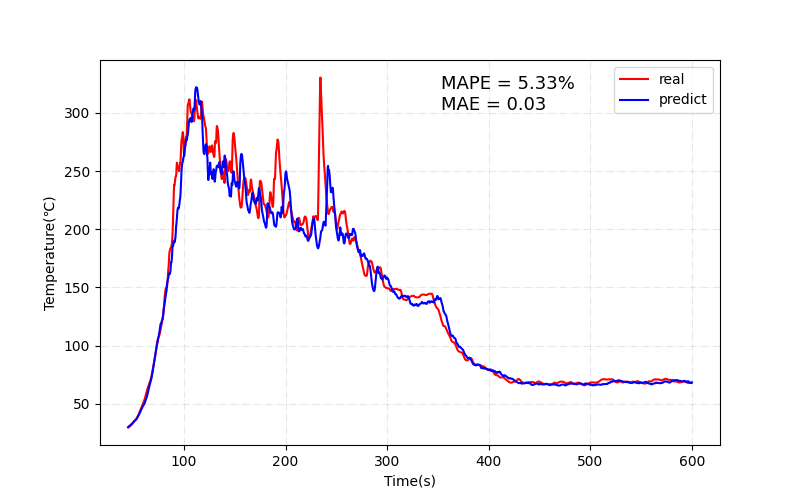 MAPE = 5.33%
MAE = 0.03
real
predict
Temperature(℃)
300
250
200
150
100
50
100
200
300
400
500
600
Time(s)